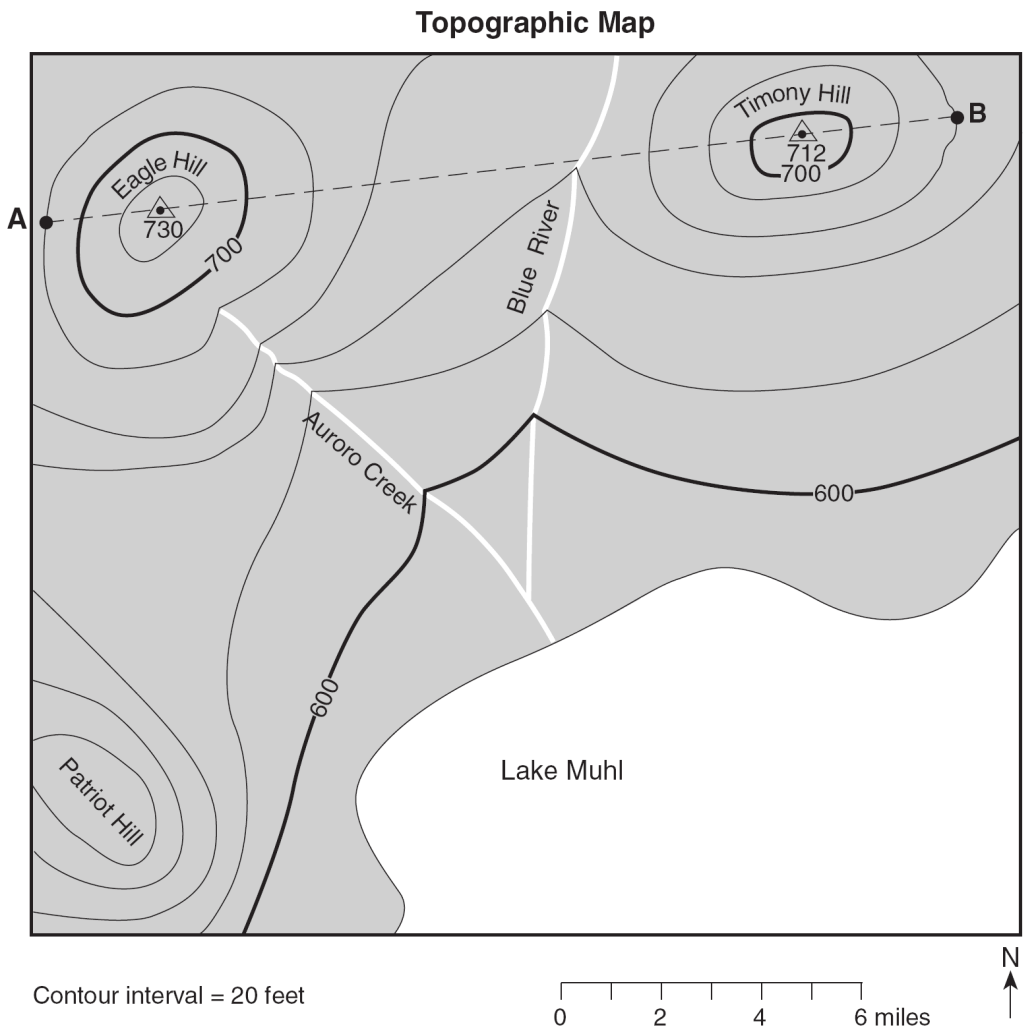 Topographic Map
Timony Hill
B
712
700
Eagle Hill
A
730
700
Blue River
Auroro Creek
600
600
Patriot Hill
Lake Muhl
N
Contour interval = 20 feet
0 2 4 6 miles